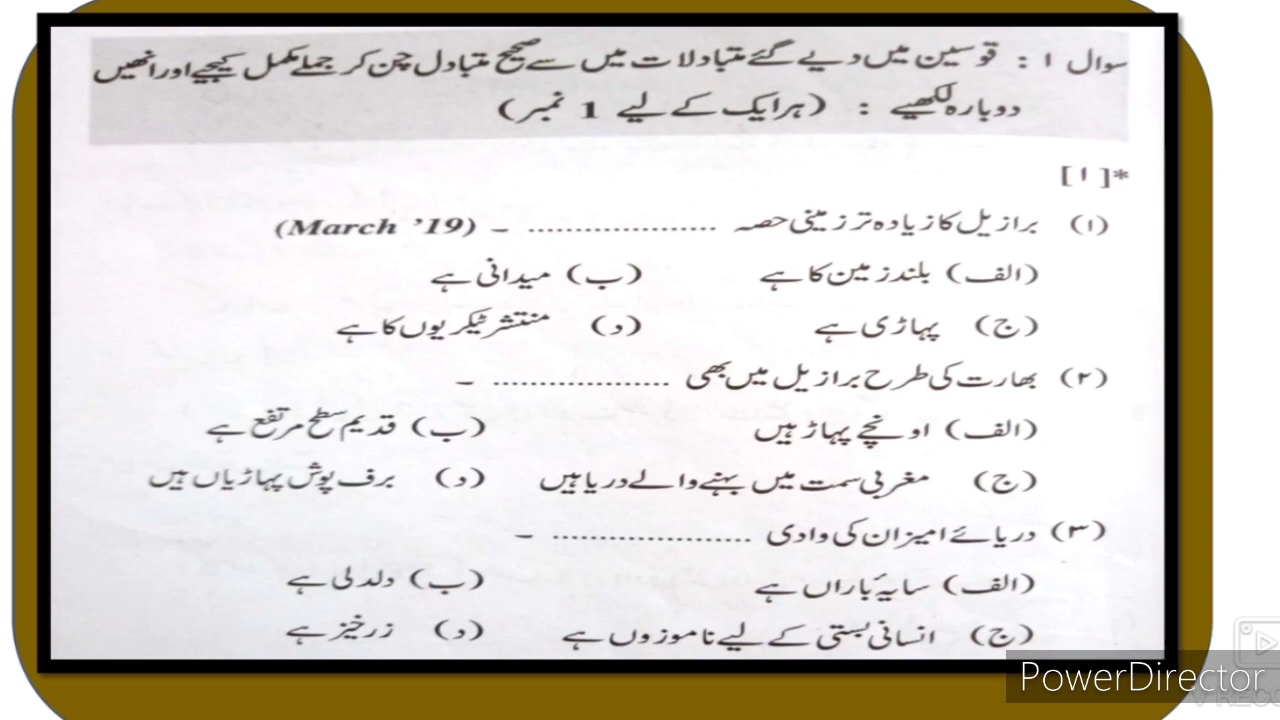 سوال ۱ : قوسین میں دیے گئے متبادلات میں سے صحیح متبادل چن کر جملے مکمل کیجیے اور انھیں
دوبارہ لکھیے : (ہر ایک کے لیے 1 نمبر)
*[۱]
(۱) برازیل کا زیادہ تر زمینی حصہ .................... ۔ (March ’19)
(الف) بلند زمین کا ہے (ب) میدانی ہے
(ج) پہاڑی ہے (د) منتشر ٹیکریوں کا ہے
(۲) بھارت کی طرح برازیل میں بھی ................... ۔
(الف) اونچے پہاڑ ہیں (ب) قدیم سطح مرتفع ہے
(ج) مغربی سمت میں بہنے والے دریا ہیں (د) برف پوش پہاڑیاں ہیں
(۳) دریائے امیزان کی وادی ..................... ۔
(الف) سایۂ باراں ہے (ب) دلدلی ہے
(ج) انسانی بستی کے لیے ناموزوں ہے (د) زرخیز ہے
PowerDirector